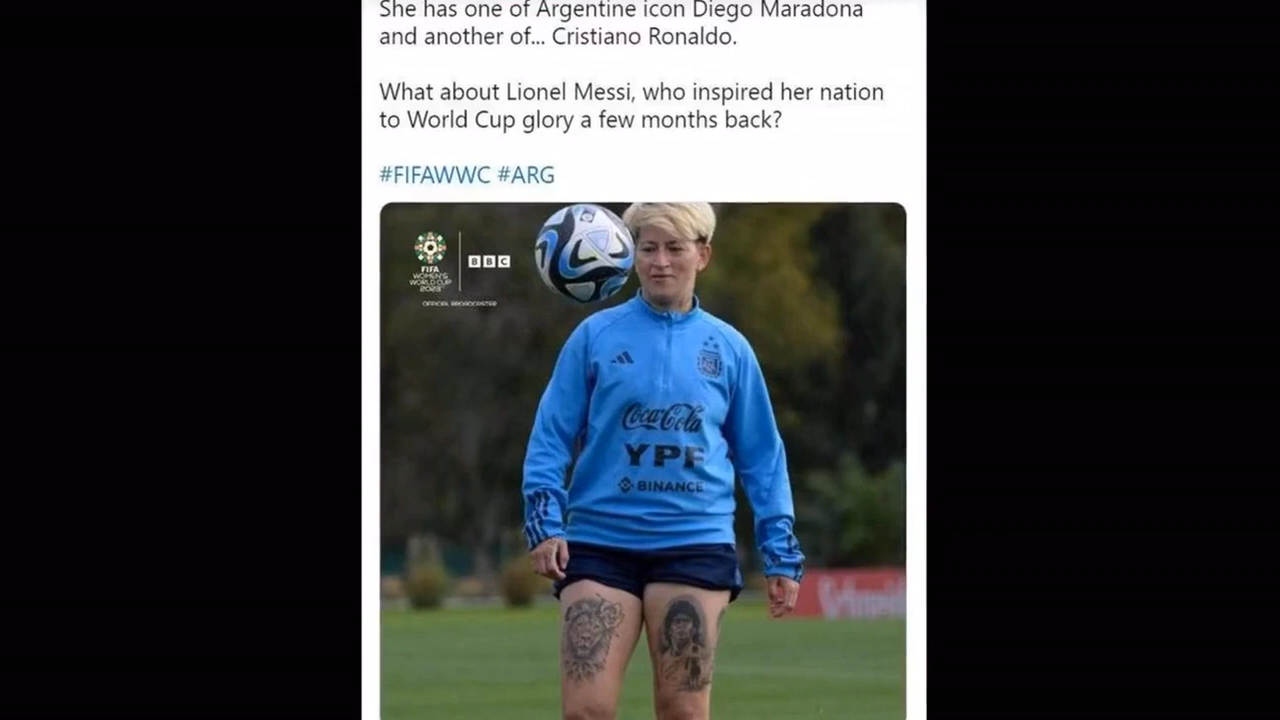 She has one of Argentine icon Diego Maradona
and another of... Cristiano Ronaldo.
What about Lionel Messi, who inspired her nation
to World Cup glory a few months back?
#FIFAWWC #ARG
FIFA
WOMEN'S
WORLD CUP
2023
BBC
OFFICIAL BROADCASTER
Coca-Cola
YPF
BINANCE